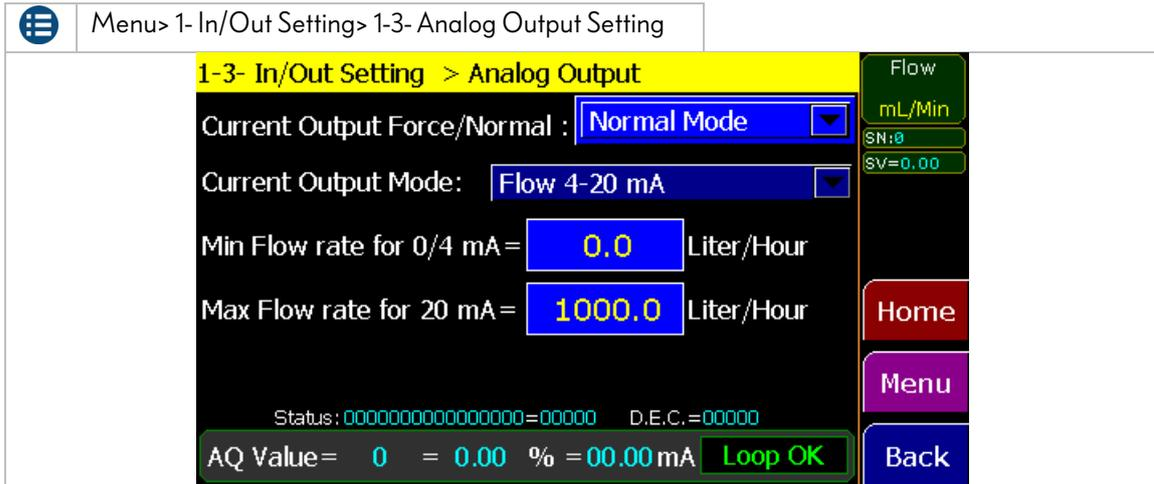 Menu> 1- In/Out Setting> 1-3- Analog Output Setting
1-3- In/Out Setting > Analog Output
Flow
mL/Min
SN:0
SV=0.00
Current Output Force/Normal : Normal Mode
Current Output Mode: Flow 4-20 mA
Min Flow rate for 0/4 mA= 0.0 Liter/Hour
Max Flow rate for 20 mA= 1000.0 Liter/Hour
Home
Menu
Status:0000000000000000=00000 D.E.C.=00000
AQ Value= 0 = 0.00 % =00.00 mA Loop OK
Back